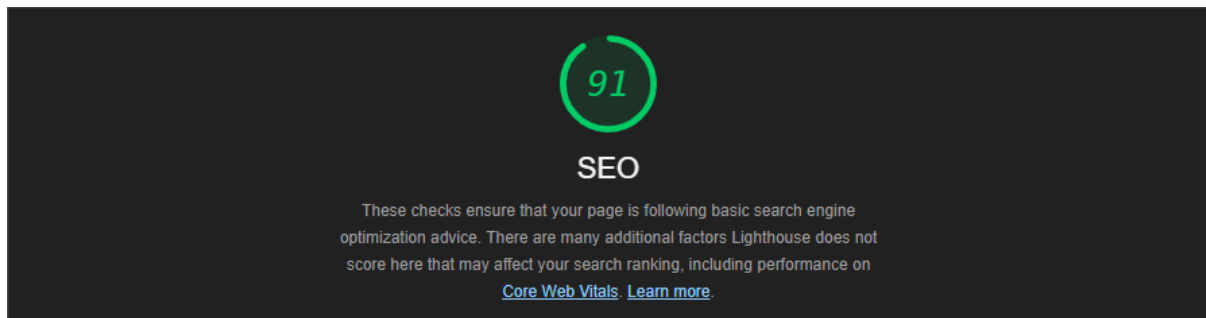 91
SEO
These checks ensure that your page is following basic search engine
optimization advice. There are many additional factors Lighthouse does not
score here that may affect your search ranking, including performance on
Core Web Vitals. Learn more.